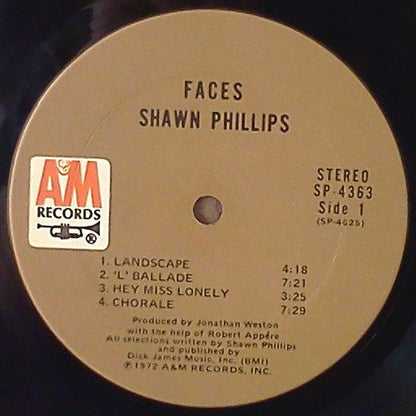 FACES
SHAWN PHILLIPS
STEREO
SP-4363
Side 1
(SP-4625)
A&M
RECORDS
®
1. LANDSCAPE 4:18
2. 'L' BALLADE 7:21
3. HEY MISS LONELY 3:25
4. CHORALE 7:29
Produced by Jonathan Weston
with the help of Robert Appére
All selections written by Shawn Phillips
and published by
Dick James Music, Inc. (BMI)
℗ 1972 A&M RECORDS, INC.